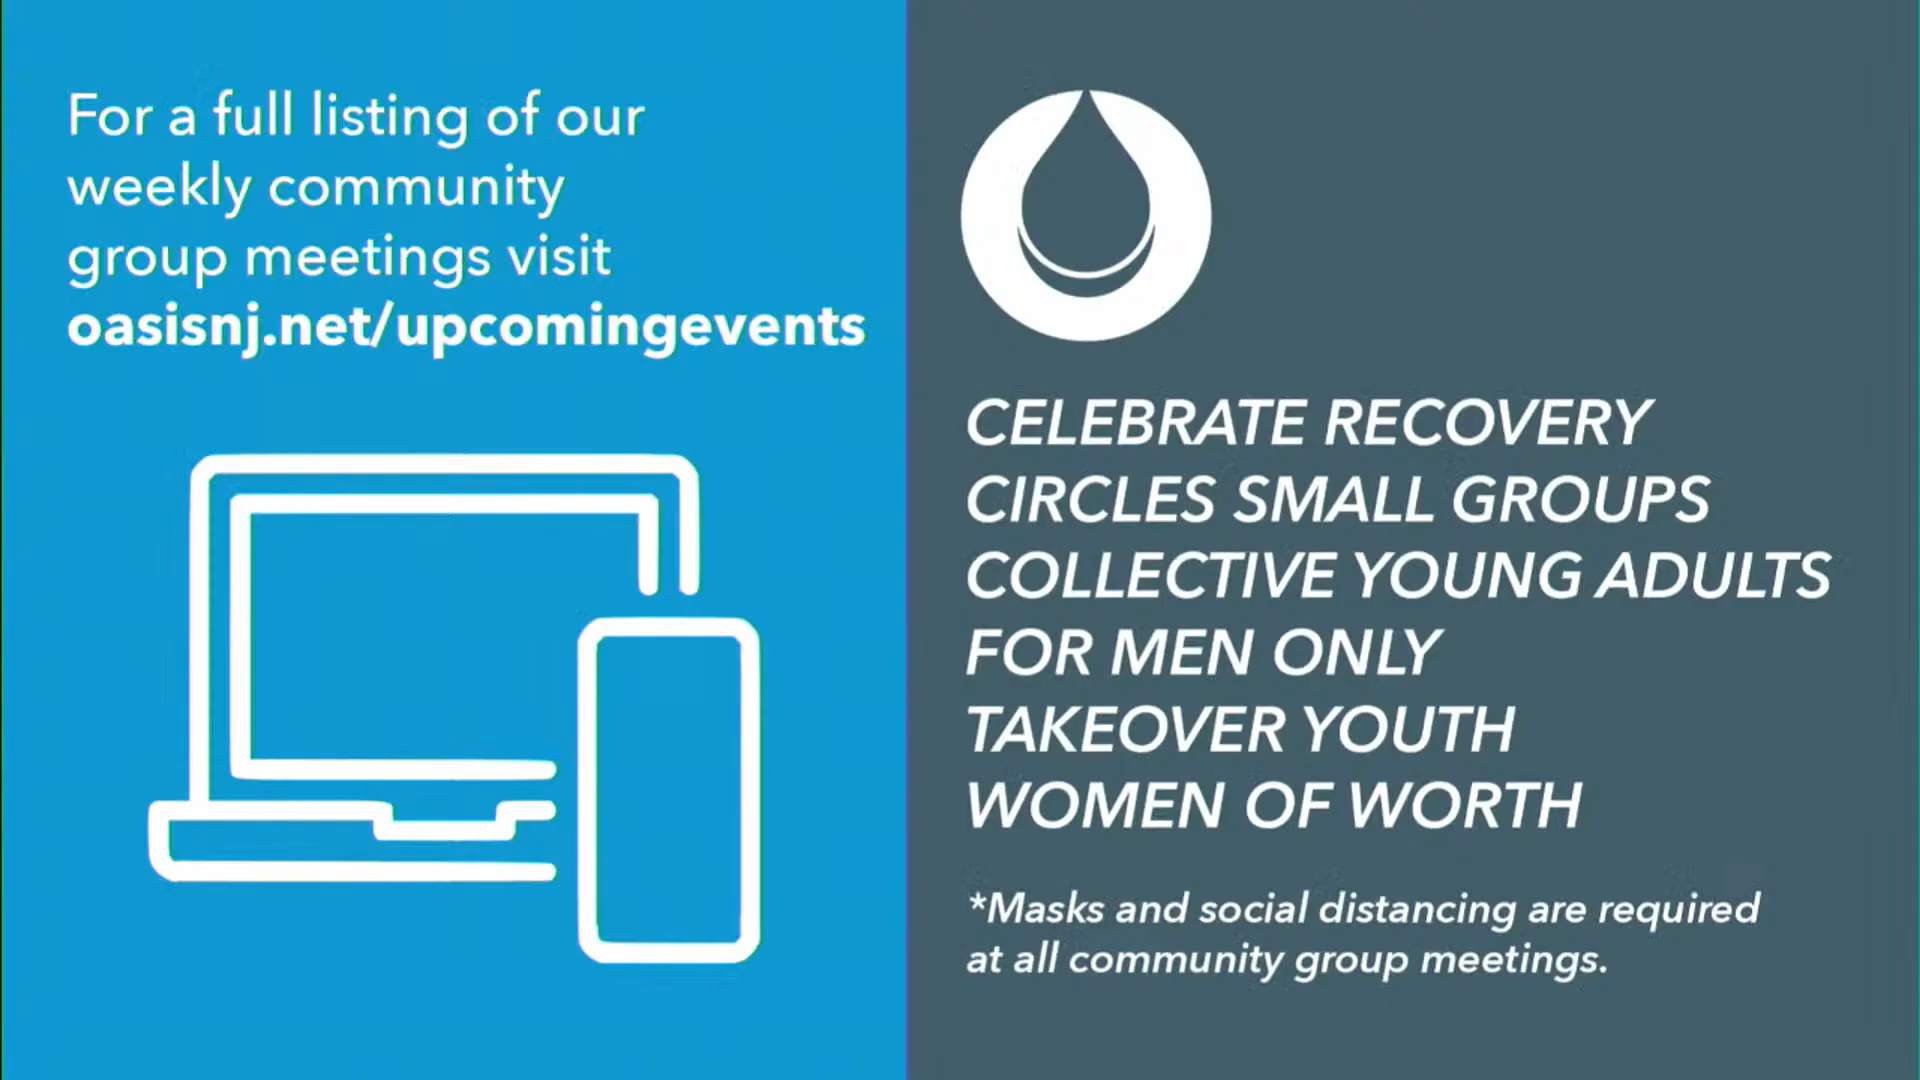 For a full listing of our
weekly community
group meetings visit
oasisnj.net/upcomingevents
CELEBRATE RECOVERY
CIRCLES SMALL GROUPS
COLLECTIVE YOUNG ADULTS
FOR MEN ONLY
TAKEOVER YOUTH
WOMEN OF WORTH
*Masks and social distancing are required
at all community group meetings.